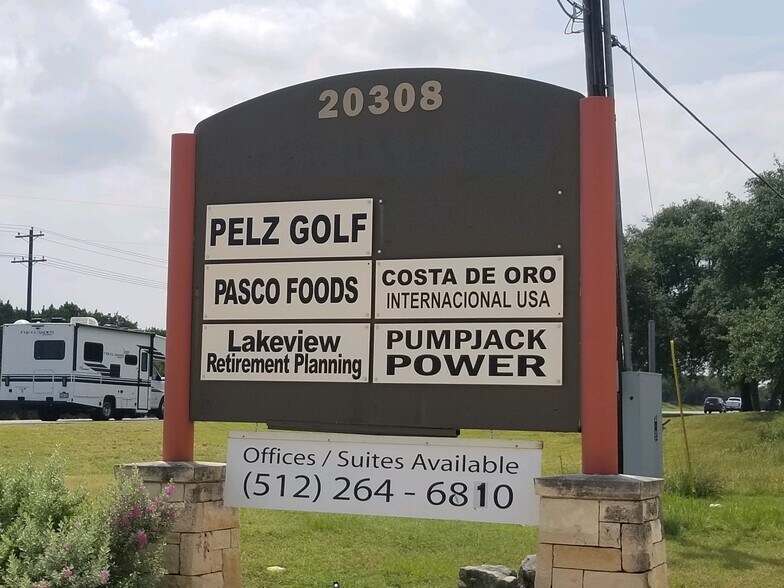 20308
PELZ GOLF
PASCO FOODS
COSTA DE ORO
INTERNACIONAL USA
Lakeview
Retirement Planning
PUMPJACK
POWER
Offices / Suites Available
(512) 264 - 6810